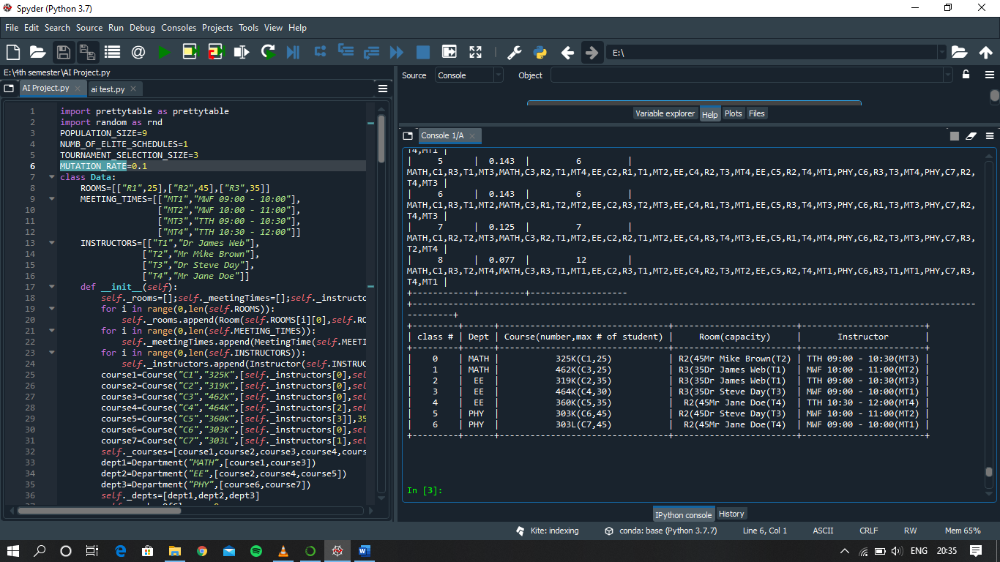 Spyder (Python 3.7)
File Edit Search Source Run Debug Consoles Projects Tools View Help
E:\
E:\4th semester\AI Project.py
AI Project.py
ai test.py
1 import prettytable as prettytable
2 import random as rnd
3 POPULATION_SIZE=9
4 NUMB_OF_ELITE_SCHEDULES=1
5 TOURNAMENT_SELECTION_SIZE=3
6 MUTATION_RATE=0.1
7 class Data:
8 ROOMS=[["R1",25],["R2",45],["R3",35]]
9 MEETING_TIMES=[["MT1","MWF 09:00 - 10:00"],
10 ["MT2","MWF 10:00 - 11:00"],
11 ["MT3","TTH 09:00 - 10:30"],
12 ["MT4","TTH 10:30 - 12:00"]]
13 INSTRUCTORS=[["T1","Dr James Web"],
14 ["T2","Mr Mike Brown"],
15 ["T3","Dr Steve Day"],
16 ["T4","Mr Jane Doe"]]
17 def __init__(self):
18 self._rooms=[];self._meetingTimes=[];self._instructo
19 for i in range(0,len(self.ROOMS)):
20 self._rooms.append(Room(self.ROOMS[i][0],self.RO
21 for i in range(0,len(self.MEETING_TIMES)):
22 self._meetingTimes.append(MeetingTime(self.MEETI
23 for i in range(0,len(self.INSTRUCTORS)):
24 self._instructors.append(Instructor(self.INSTRUC
25 course1=Course("C1","325K",[self._instructors[0],sel
26 course2=Course("C2","319K",[self._instructors[0],sel
27 course3=Course("C3","462K",[self._instructors[0],sel
28 course4=Course("C4","464K",[self._instructors[2],sel
29 course5=Course("C5","360K",[self._instructors[3]],35
30 course6=Course("C6","303K",[self._instructors[0],sel
31 course7=Course("C7","303L",[self._instructors[1],sel
32 self._courses=[course1,course2,course3,course4,cours
33 dept1=Department("MATH",[course1,course3])
34 dept2=Department("EE",[course2,course4,course5])
35 dept3=Department("PHY",[course6,course7])
36 self._depts=[dept1,dept2,dept3]
Source Console Object
Variable explorer Help Plots Files
Console 1/A
T4,MT1 |
| 5 | 0.143 | 6 |
MATH,C1,R3,T1,MT3,MATH,C3,R2,T1,MT4,EE,C2,R1,T1,MT2,EE,C4,R2,T3,MT4,EE,C5,R2,T4,MT1,PHY,C6,R3,T3,MT4,PHY,C7,R2,
T4,MT3 |
| 6 | 0.143 | 6 |
MATH,C1,R3,T1,MT2,MATH,C3,R3,T1,MT2,EE,C2,R1,T2,MT2,EE,C4,R3,T3,MT1,EE,C5,R2,T4,MT3,PHY,C6,R1,T3,MT3,PHY,C7,R2,
T4,MT3 |
| 7 | 0.125 | 7 |
MATH,C1,R2,T2,MT3,MATH,C3,R2,T1,MT2,EE,C2,R2,T1,MT2,EE,C4,R3,T4,MT3,EE,C5,R1,T4,MT4,PHY,C6,R2,T3,MT3,PHY,C7,R3,
T2,MT4 |
| 8 | 0.077 | 12 |
MATH,C1,R3,T2,MT4,MATH,C3,R3,T1,MT1,EE,C2,R3,T1,MT1,EE,C4,R2,T3,MT2,EE,C5,R2,T4,MT1,PHY,C6,R3,T1,MT1,PHY,C7,R3,
T4,MT1 |
| class # | Dept | Course(number,max # of student) | Room(capacity) | Instructor |
| 0 | MATH | 325K(C1,25) | R2(45Mr Mike Brown(T2) | TTH 09:00 - 10:30(MT3) |
| 1 | MATH | 462K(C3,25) | R3(35Dr James Web(T1) | MWF 10:00 - 11:00(MT2) |
| 2 | EE | 319K(C2,35) | R3(35Dr James Web(T1) | TTH 09:00 - 10:30(MT3) |
| 3 | EE | 464K(C4,30) | R3(35Dr Steve Day(T3) | MWF 09:00 - 10:00(MT1) |
| 4 | EE | 360K(C5,35) | R2(45Mr Jane Doe(T4) | TTH 10:30 - 12:00(MT4) |
| 5 | PHY | 303K(C6,45) | R2(45Dr Steve Day(T3) | MWF 10:00 - 11:00(MT2) |
| 6 | PHY | 303L(C7,45) | R2(45Mr Jane Doe(T4) | MWF 09:00 - 10:00(MT1) |
In [3]:
IPython console History
Kite: indexing conda: base (Python 3.7.7) Line 6, Col 1 ASCII CRLF RW Mem 65%
ENG 20:35